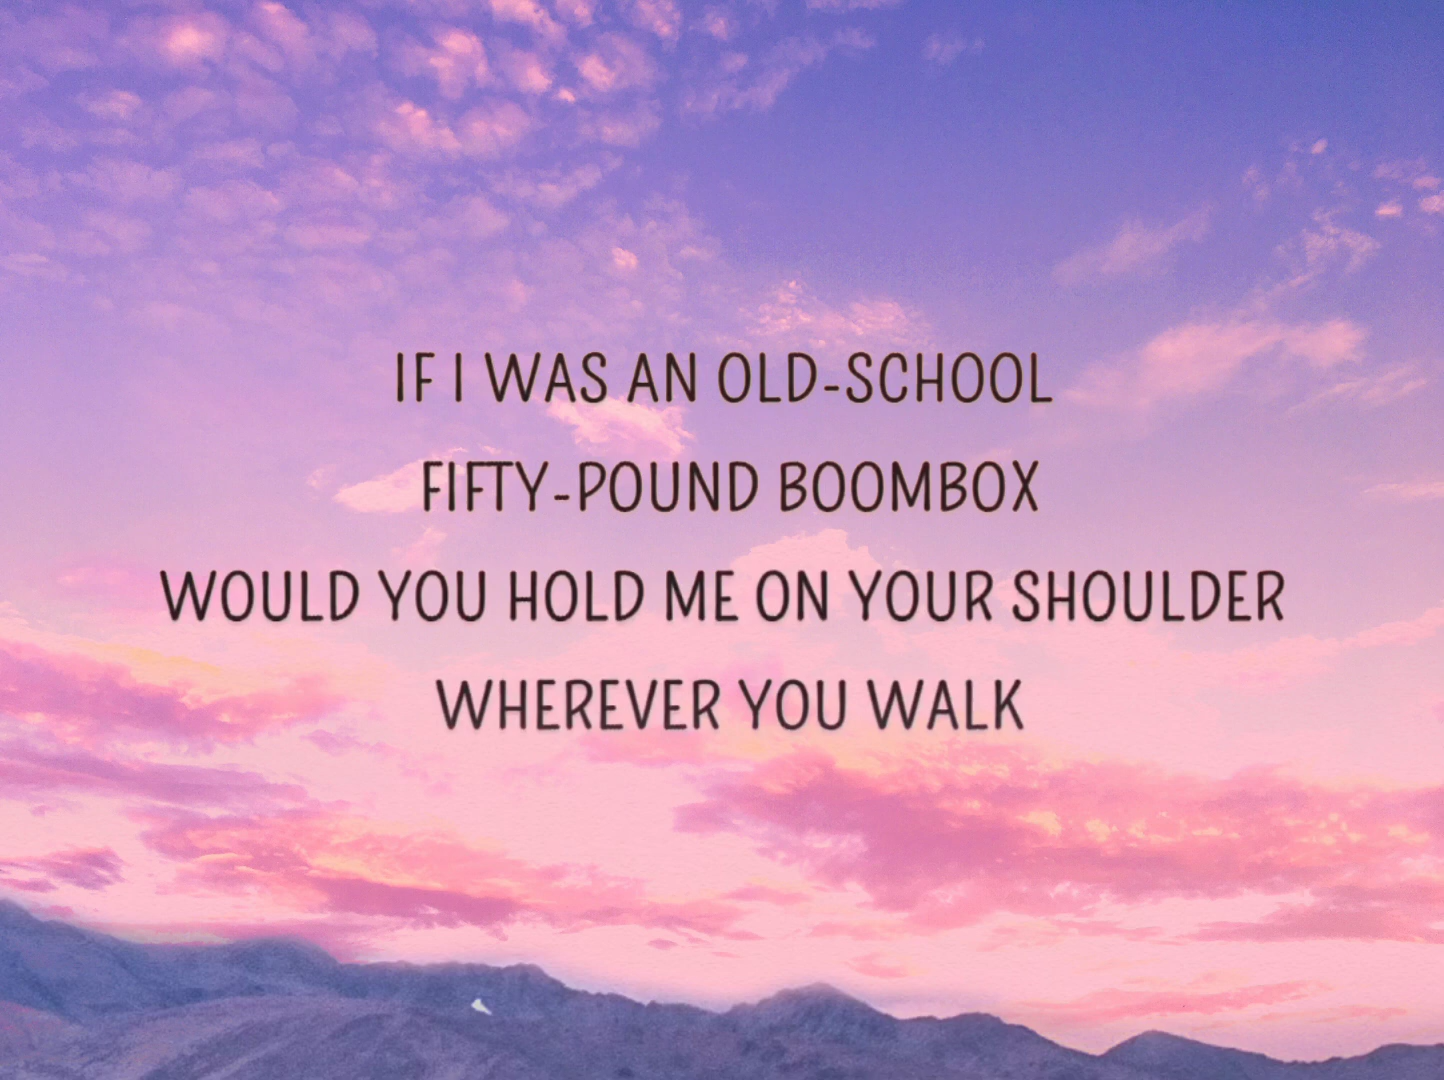 IF I WAS AN OLD-SCHOOL
FIFTY-POUND BOOMBOX
WOULD YOU HOLD ME ON YOUR SHOULDER
WHEREVER YOU WALK